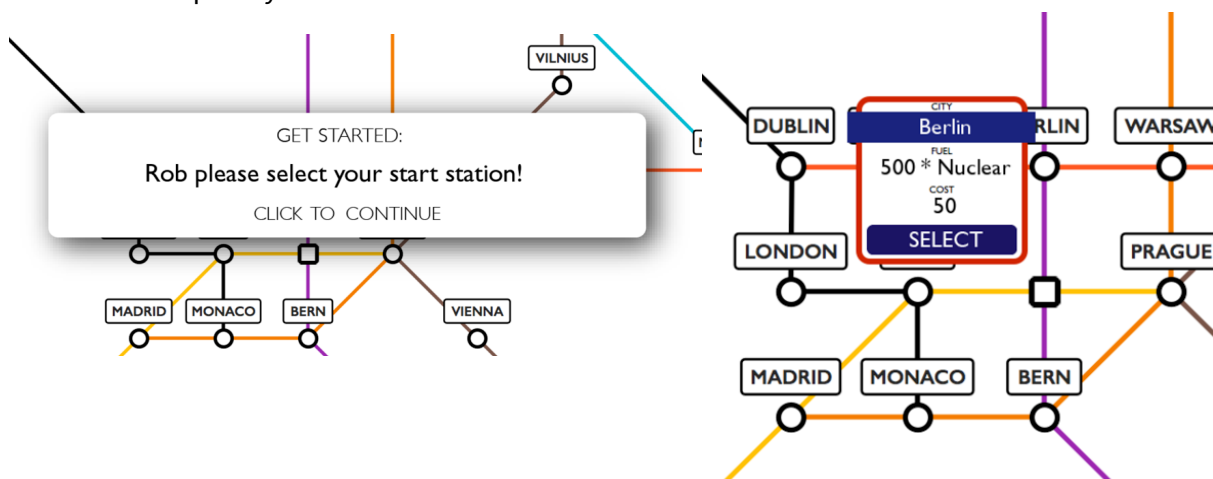 VILNIUS
GET STARTED:
Rob please select your start station!
CLICK TO CONTINUE
MADRID
MONACO
BERN
VIENNA
CITY
DUBLIN
Berlin
RLIN
WARSAW
FUEL
500 * Nuclear
COST
50
SELECT
LONDON
PRAGUE
MADRID
MONACO
BERN